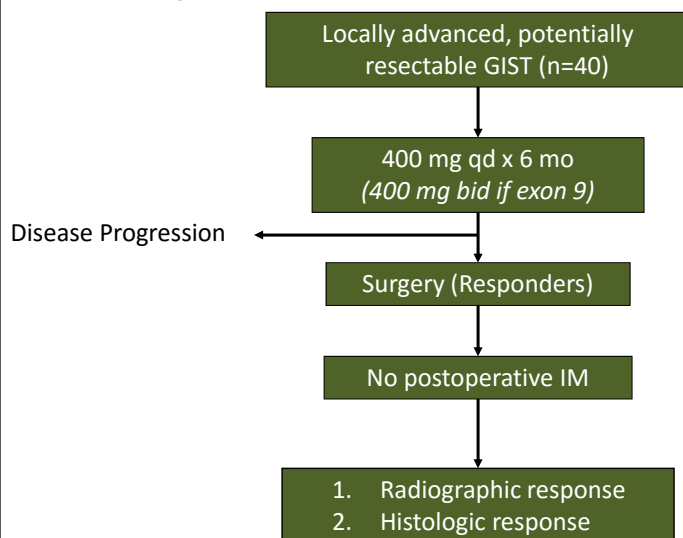 Locally advanced, potentially
resectable GIST (n=40)
400 mg qd x 6 mo
(400 mg bid if exon 9)
Disease Progression
Surgery (Responders)
No postoperative IM
1. Radiographic response
2. Histologic response